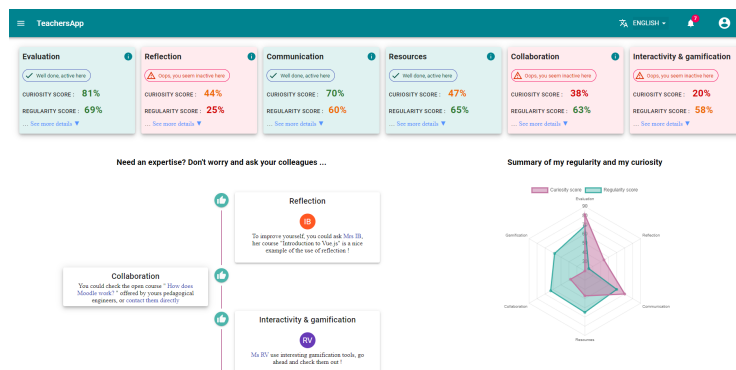 TeachersApp
ENGLISH
7
Evaluation
Well done, active here
CURIOSITY SCORE : 81%
REGULARITY SCORE : 69%
.... See more details ▼
Reflection
Oops, you seem inactive here
CURIOSITY SCORE : 44%
REGULARITY SCORE : 25%
.... See more details ▼
Communication
Well done, active here
CURIOSITY SCORE : 70%
REGULARITY SCORE : 60%
.... See more details ▼
Resources
Well done, active here
CURIOSITY SCORE : 47%
REGULARITY SCORE : 65%
.... See more details ▼
Collaboration
Oops, you seem inactive here
CURIOSITY SCORE : 38%
REGULARITY SCORE : 63%
.... See more details ▼
Interactivity & gamification
Oops, you seem inactive here
CURIOSITY SCORE : 20%
REGULARITY SCORE : 58%
.... See more details ▼
Need an expertise? Don't worry and ask your colleagues ...
Reflection
IB
To improve yourself, you could ask Mrs IB,
her course "Introduction to Vue.js" is a nice
example of the use of reflection !
Collaboration
You could check the open course " How does
Moodle work? " offered by yours pedagogical
engineers, or contact them directly
Interactivity & gamification
RV
Ms RV use interesting gamification tools, go
ahead and check them out !
Summary of my regularity and my curiosity
Curiosity score
Regularity score
Evaluation
90
Gamification
Reflection
Collaboration
Communication
Resources